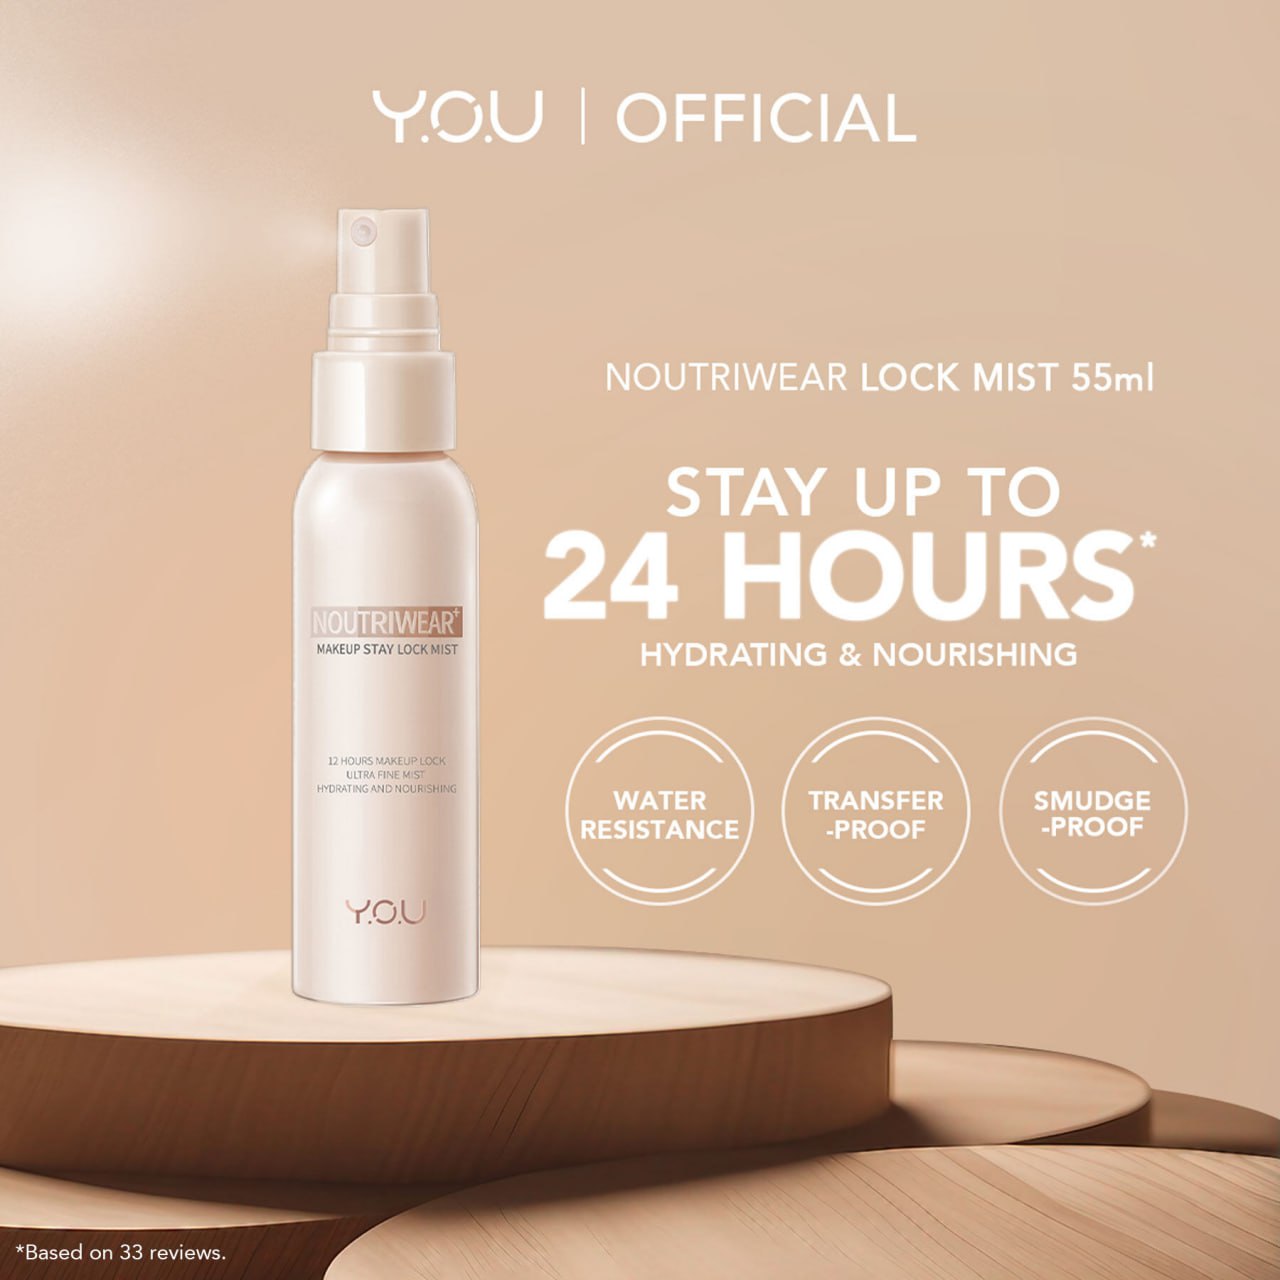 Y.O.U | OFFICIAL
NOUTRIWEAR LOCK MIST 55ml
STAY UP TO
24 HOURS*
HYDRATING & NOURISHING
WATER
RESISTANCE
TRANSFER
-PROOF
SMUDGE
-PROOF
NOUTRIWEAR+
MAKEUP STAY LOCK MIST
12 HOURS MAKEUP LOCK
ULTRA FINE MIST
HYDRATING AND NOURISHING
Y.O.U
*Based on 33 reviews.